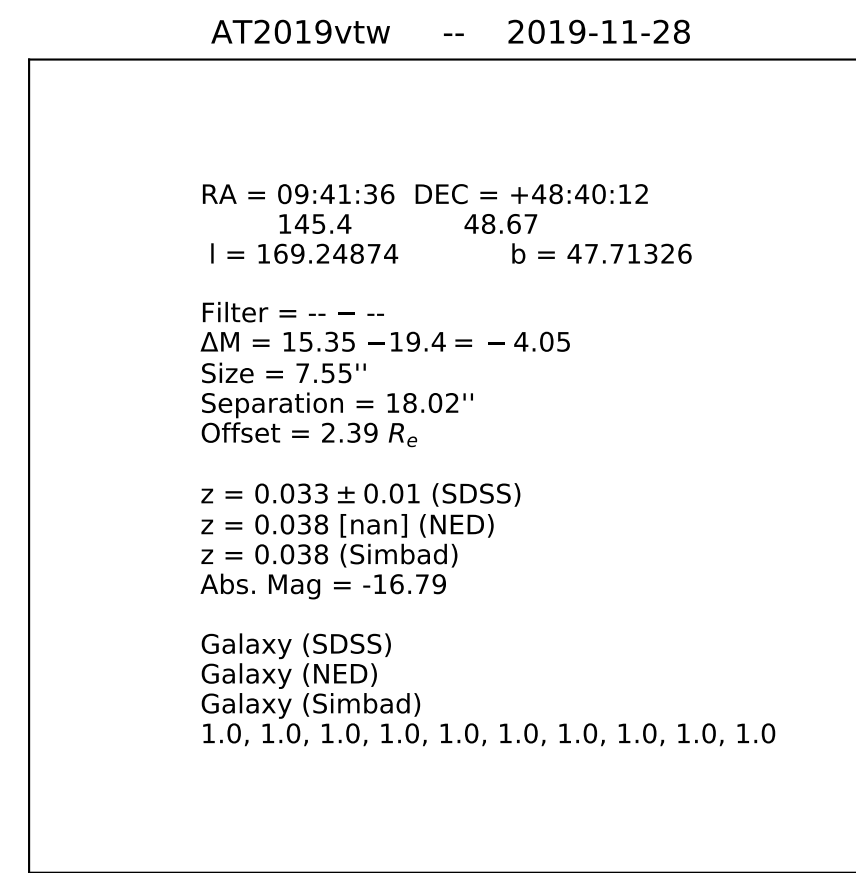 AT2019vtw -- 2019-11-28
RA = 09:41:36 DEC = +48:40:12
145.4 48.67
l = 169.24874 b = 47.71326
Filter = -- − --
ΔM = 15.35 −19.4 = − 4.05
Size = 7.55''
Separation = 18.02''
Offset = 2.39 Rₑ
z = 0.033 ± 0.01 (SDSS)
z = 0.038 [nan] (NED)
z = 0.038 (Simbad)
Abs. Mag = -16.79
Galaxy (SDSS)
Galaxy (NED)
Galaxy (Simbad)
1.0, 1.0, 1.0, 1.0, 1.0, 1.0, 1.0, 1.0, 1.0, 1.0